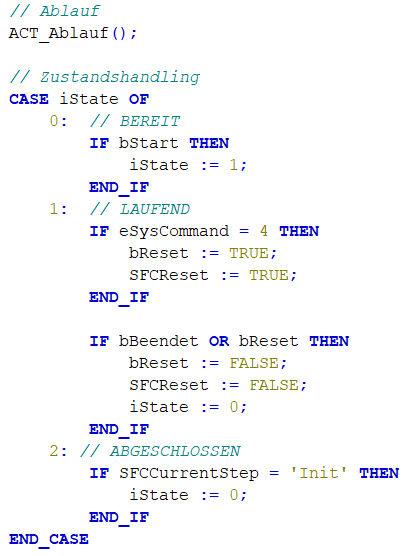 // Ablauf
ACT_Ablauf();
// Zustandshandling
CASE iState OF
0: // BEREIT
IF bStart THEN
iState := 1;
END_IF
1: // LAUFEND
IF eSysCommand = 4 THEN
bReset := TRUE;
SFCReset := TRUE;
END_IF
IF bBeendet OR bReset THEN
bReset := FALSE;
SFCReset := FALSE;
iState := 0;
END_IF
2: // ABGESCHLOSSEN
IF SFCCurrentStep = 'Init' THEN
iState := 0;
END_IF
END_CASE